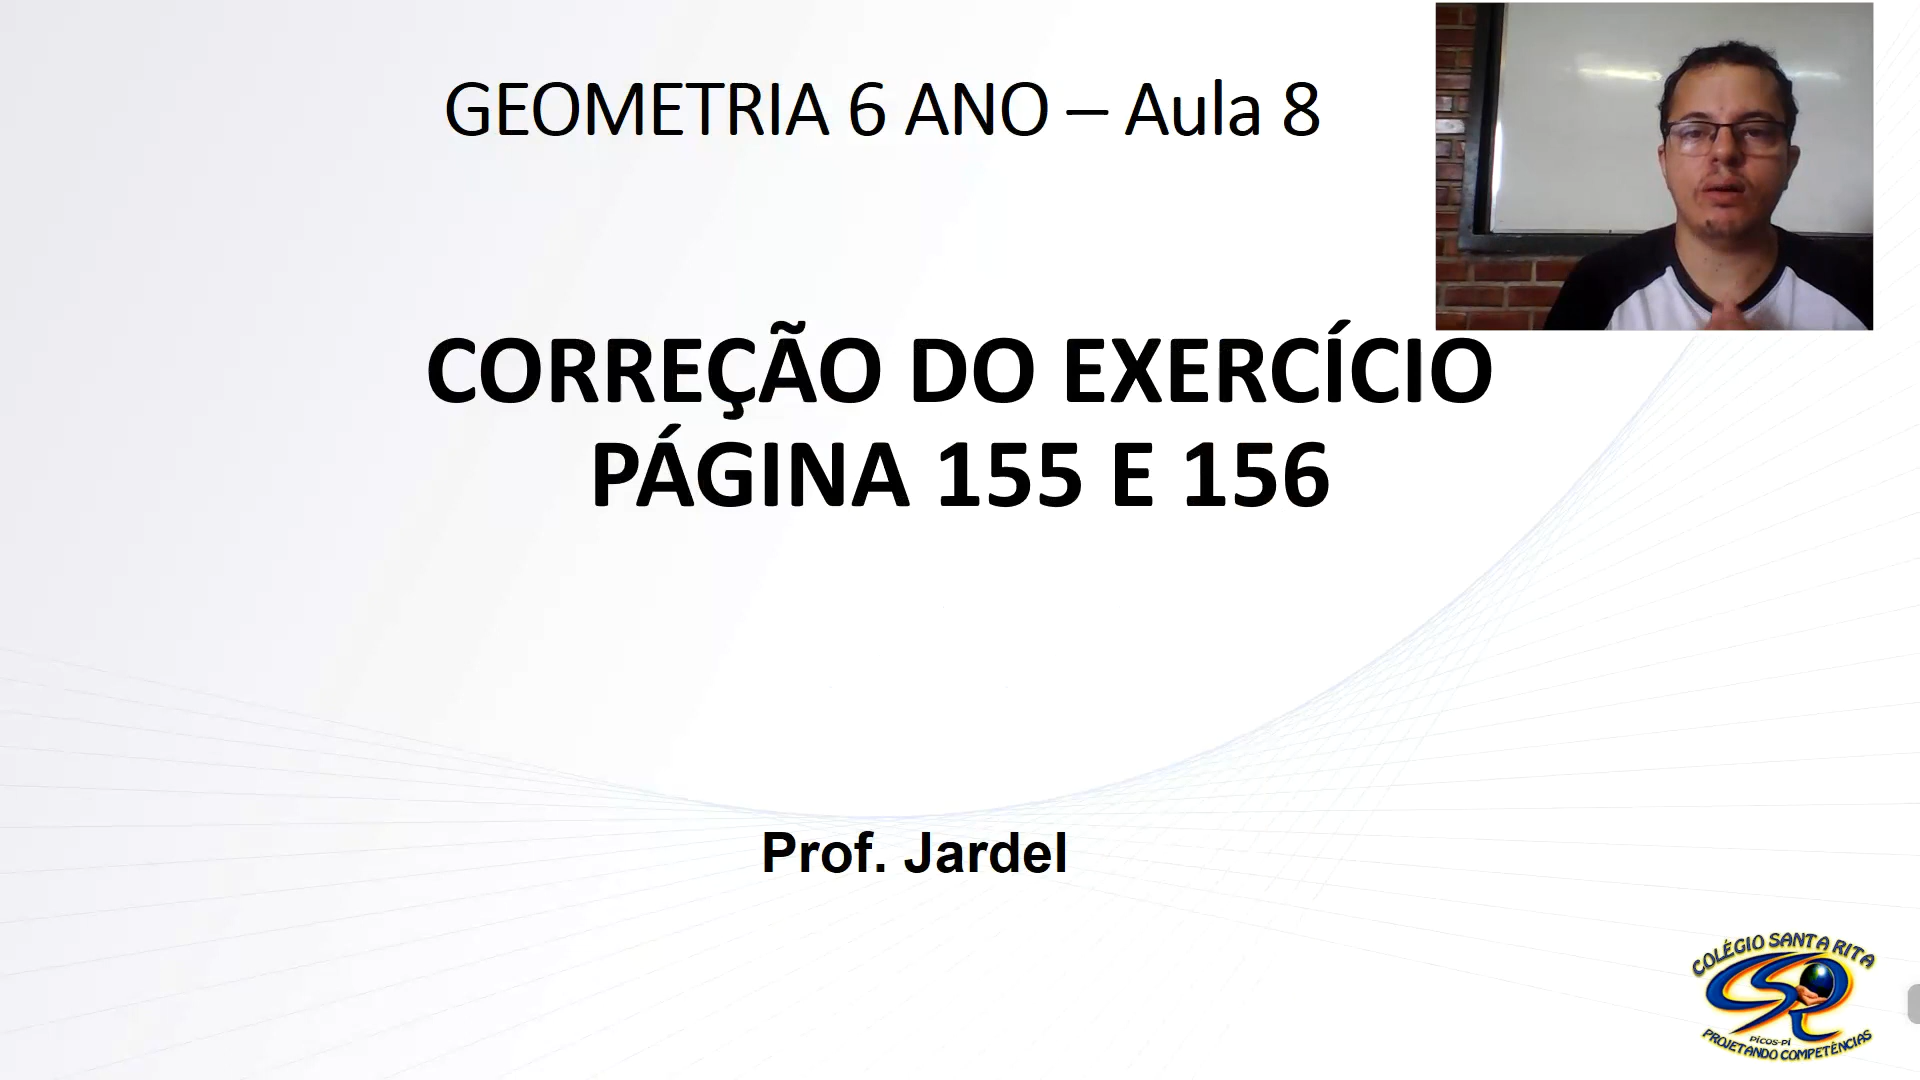 GEOMETRIA 6 ANO – Aula 8
CORREÇÃO DO EXERCÍCIO
PÁGINA 155 E 156
Prof. Jardel
COLÉGIO SANTA RITA
PICOS-PI
PROJETANDO COMPETÊNCIAS